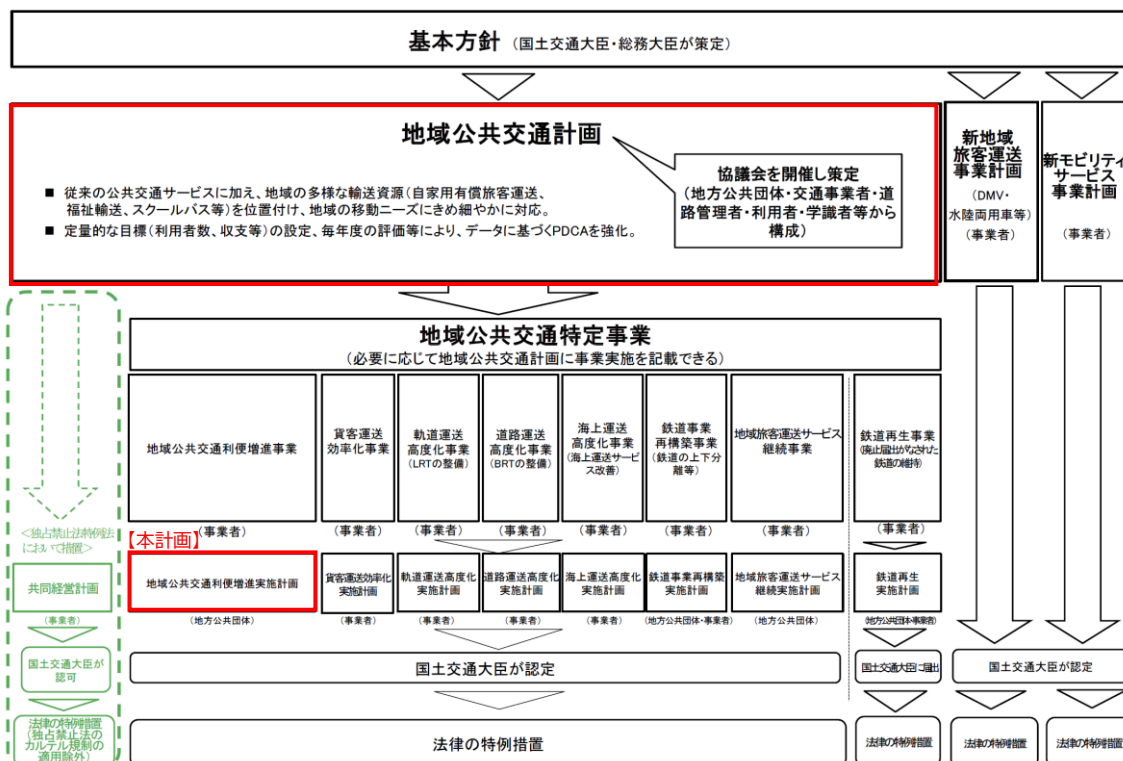 基本方針 (国土交通大臣・総務大臣が策定)
地域公共交通計画
■ 従来の公共交通サービスに加え、地域の多様な輸送資源(自家用有償旅客運送、
福祉輸送、スクールバス等)を位置付け、地域の移動ニーズにきめ細やかに対応。
■ 定量的な目標(利用者数、収支等)の設定、毎年度の評価等により、データに基づくPDCAを強化。
協議会を開催し策定
(地方公共団体・交通事業者・道
路管理者・利用者・学識者等から
構成)
新地域
旅客運送
事業計画
(DMV・
水陸両用車等)
(事業者)
新モビリティ
サービス
事業計画
(事業者)
地域公共交通特定事業
(必要に応じて地域公共交通計画に事業実施を記載できる)
地域公共交通利便増進事業
(事業者)
貨客運送
効率化事業
(事業者)
軌道運送
高度化事業
(LRTの整備)
(事業者)
道路運送
高度化事業
(BRTの整備)
(事業者)
海上運送
高度化事業
(海上運送サービ
ス改善)
(事業者)
鉄道事業
再構築事業
(鉄道の上下分
離等)
(事業者)
地域旅客運送サービス
継続事業
(事業者)
鉄道再生事業
(廃止届出がなされた
鉄道の維持)
(事業者)
<独占禁止法特例法
において措置>
【本計画】
共同経営計画
(事業者)
地域公共交通利便増進実施計画
(地方公共団体)
貨客運送効率化
実施計画
(事業者)
軌道運送高度化
実施計画
(事業者)
道路運送高度化
実施計画
(事業者)
海上運送高度化
実施計画
(事業者)
鉄道事業再構築
実施計画
(地方公共団体・事業者)
地域旅客運送サービス
継続実施計画
(地方公共団体)
鉄道再生
実施計画
(地方公共団体・事業者)
国土交通大臣が
認可
国土交通大臣が認定
国土交通大臣に届出
国土交通大臣が認定
法律の特例措置
(独占禁止法の
カルテル規制の
適用除外)
法律の特例措置
法律の特例措置
法律の特例措置
法律の特例措置